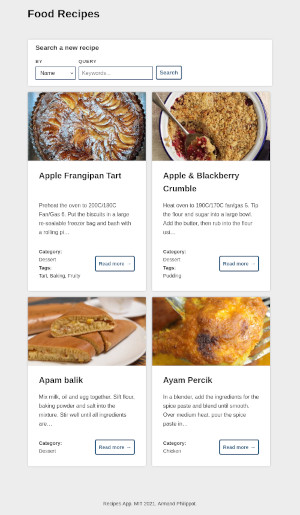 Food Recipes
Search a new recipe
BY
QUERY
Name
Keywords...
Search
Apple Frangipan Tart
Preheat the oven to 200C/180C
Fan/Gas 6. Put the biscuits in a large
re-sealable freezer bag and bash with
a rolling pi...
Category:
Dessert
Tags:
Tart, Baking, Fruity
Read more →
Apple & Blackberry
Crumble
Heat oven to 190C/170C fan/gas 5. Tip
the flour and sugar into a large bowl.
Add the butter, then rub into the flour
usi...
Category:
Dessert
Tags:
Pudding
Read more →
Apam balik
Mix milk, oil and egg together. Sift flour,
baking powder and salt into the
mixture. Stir well until all ingredients
are...
Category:
Dessert
Read more →
Ayam Percik
In a blender, add the ingredients for the
spice paste and blend until smooth.
Over medium heat, pour the spice
paste in...
Category:
Chicken
Read more →
Recipes App. MIT 2021, Armand Philippot.